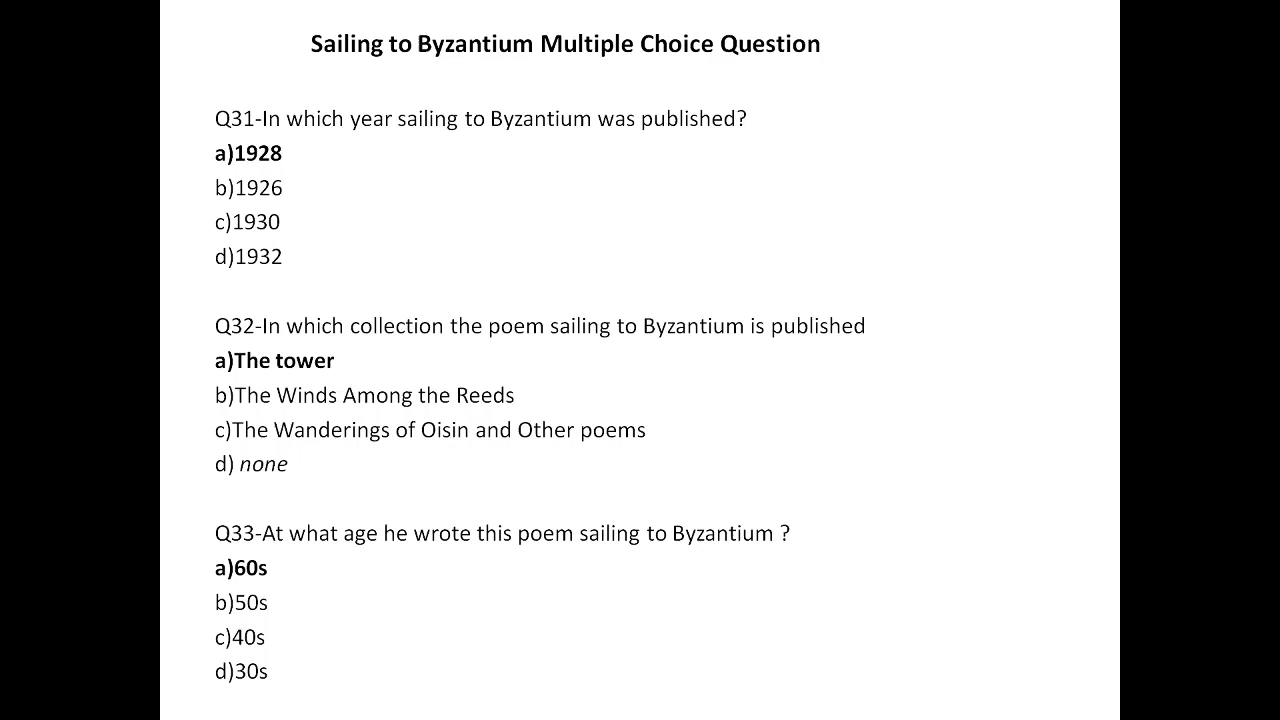 Sailing to Byzantium Multiple Choice Question
Q31-In which year sailing to Byzantium was published?
a)1928
b)1926
c)1930
d)1932
Q32-In which collection the poem sailing to Byzantium is published
a)The tower
b)The Winds Among the Reeds
c)The Wanderings of Oisin and Other poems
d) none
Q33-At what age he wrote this poem sailing to Byzantium ?
a)60s
b)50s
c)40s
d)30s